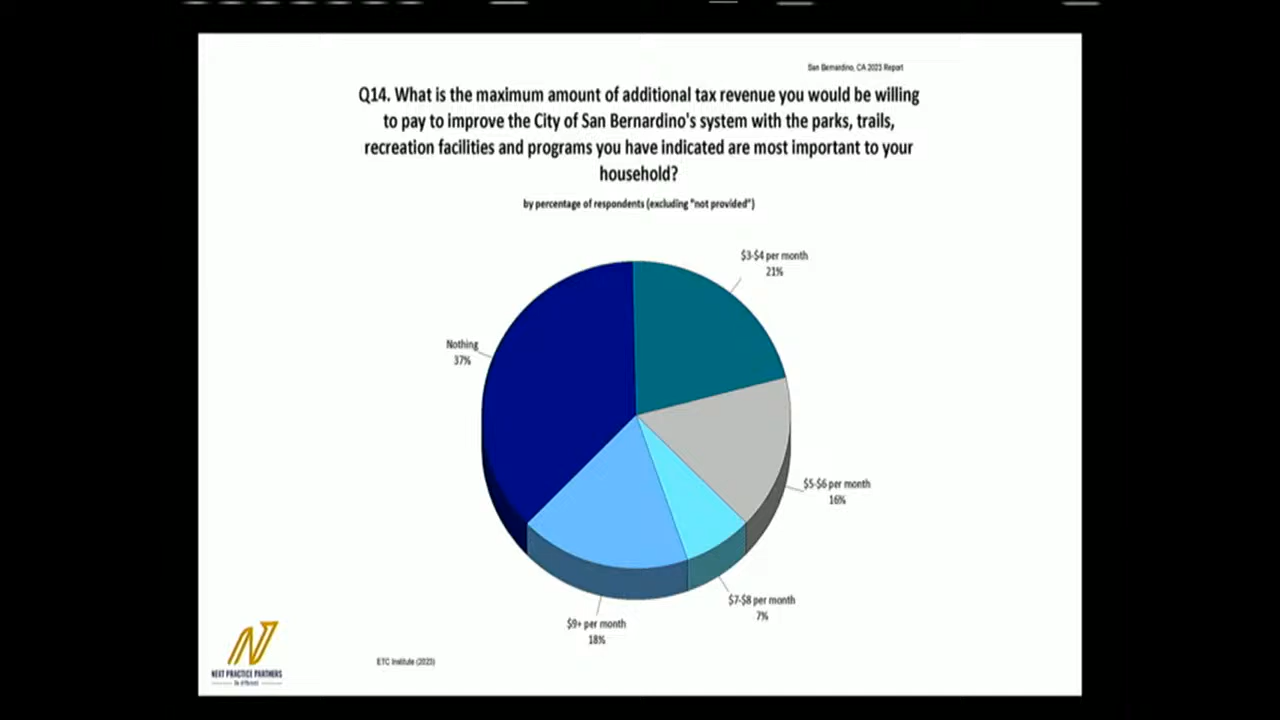 San Bernardino, CA 2023 Report
Q14. What is the maximum amount of additional tax revenue you would be willing
to pay to improve the City of San Bernardino's system with the parks, trails,
recreation facilities and programs you have indicated are most important to your
household?
by percentage of respondents (excluding "not provided")
$3-$4 per month
21%
Nothing
37%
$5-$6 per month
16%
$7-$8 per month
7%
$9+ per month
18%
ETC Institute (2023)
N
NEXT PRACTICE PARTNERS